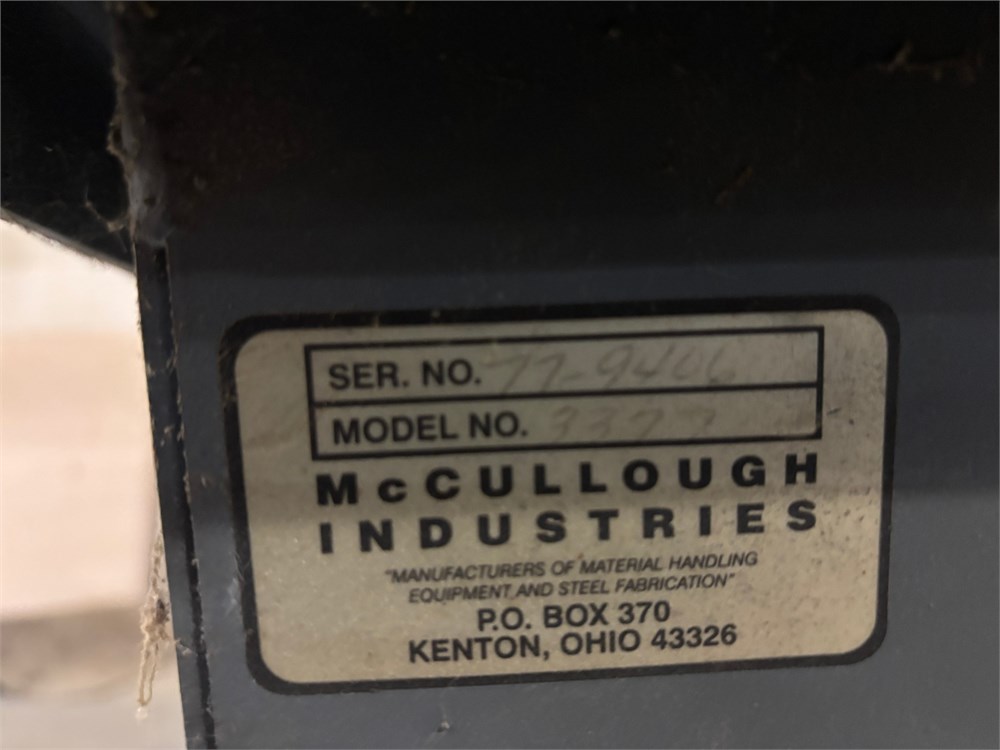 SER. NO. 77-9406
MODEL NO.
McCULLOUGH
INDUSTRIES
"MANUFACTURERS OF MATERIAL HANDLING
EQUIPMENT AND STEEL FABRICATION"
P.O. BOX 370
KENTON, OHIO 43326